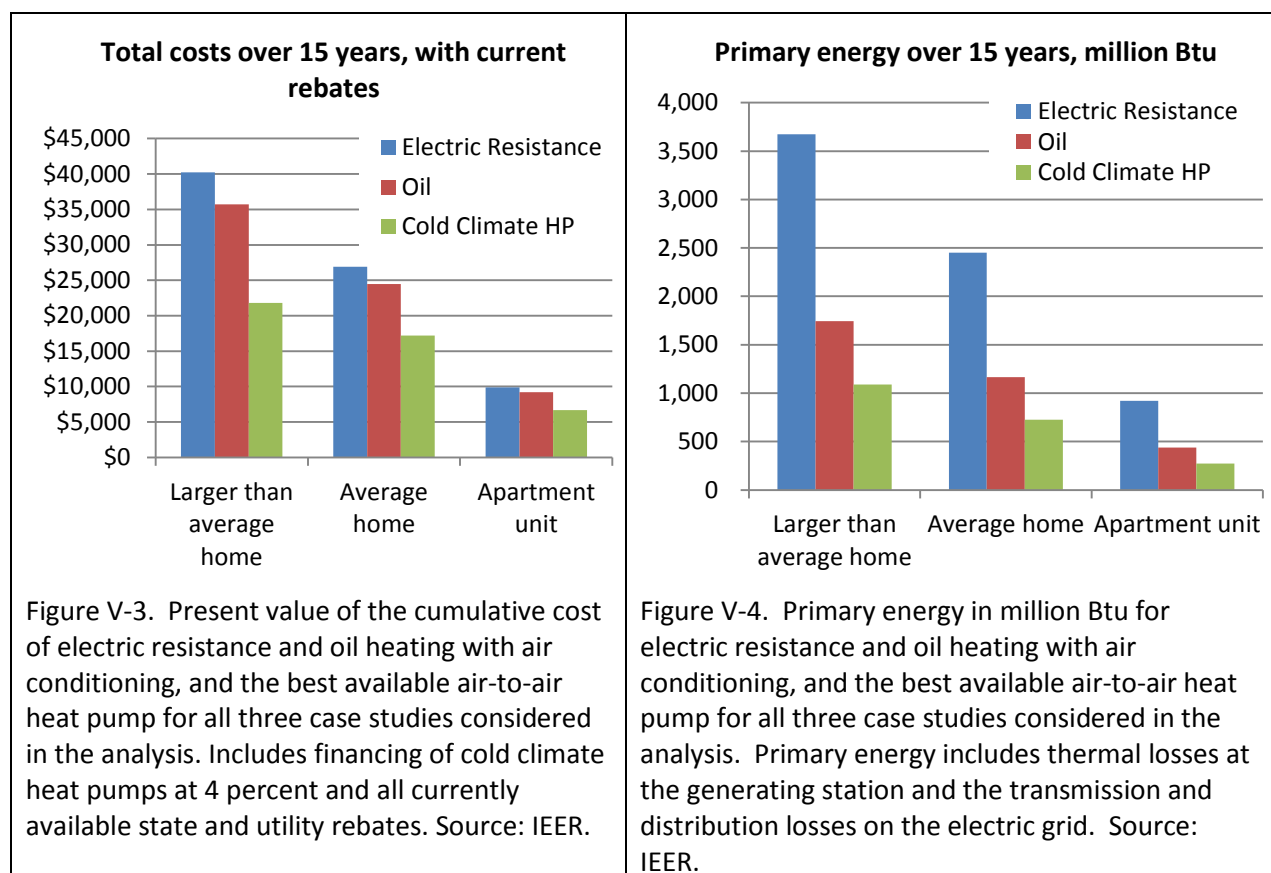 Total costs over 15 years, with current
rebates
$45,000
$40,000
$35,000
$30,000
$25,000
$20,000
$15,000
$10,000
$5,000
$0
Electric Resistance
Oil
Cold Climate HP
Larger than
average
home
Average
home
Apartment
unit
Figure V-3. Present value of the cumulative cost
of electric resistance and oil heating with air
conditioning, and the best available air-to-air
heat pump for all three case studies considered
in the analysis. Includes financing of cold climate
heat pumps at 4 percent and all currently
available state and utility rebates. Source: IEER.
Primary energy over 15 years, million Btu
4,000
3,500
3,000
2,500
2,000
1,500
1,000
500
0
Electric Resistance
Oil
Cold Climate HP
Larger than
average home
Average home
Apartment unit
Figure V-4. Primary energy in million Btu for
electric resistance and oil heating with air
conditioning, and the best available air-to-air heat
pump for all three case studies considered in the
analysis. Primary energy includes thermal losses at
the generating station and the transmission and
distribution losses on the electric grid. Source:
IEER.